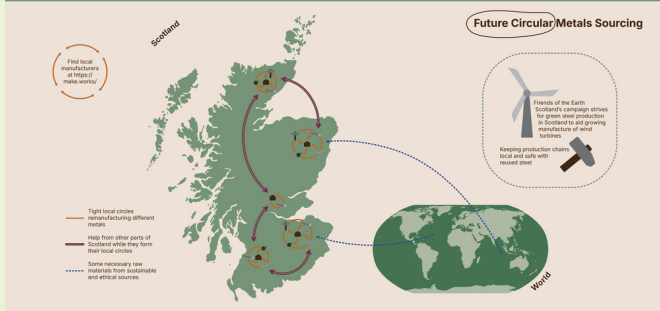 Future Circular Metals Sourcing
Scotland
Find local
manufacturers
at https://
make.works/
Friends of the Earth
Scotland's campaign strives
for green steel production
in Scotland to aid growing
manufacture of wind
turbines
Keeping production chains
local and safe with
reused steel
Tight local circles
remanufacturing different
metals
Help from other parts of
Scotland while they form
their local circles
Some necessary raw
materials from sustainable
and ethical sources
World